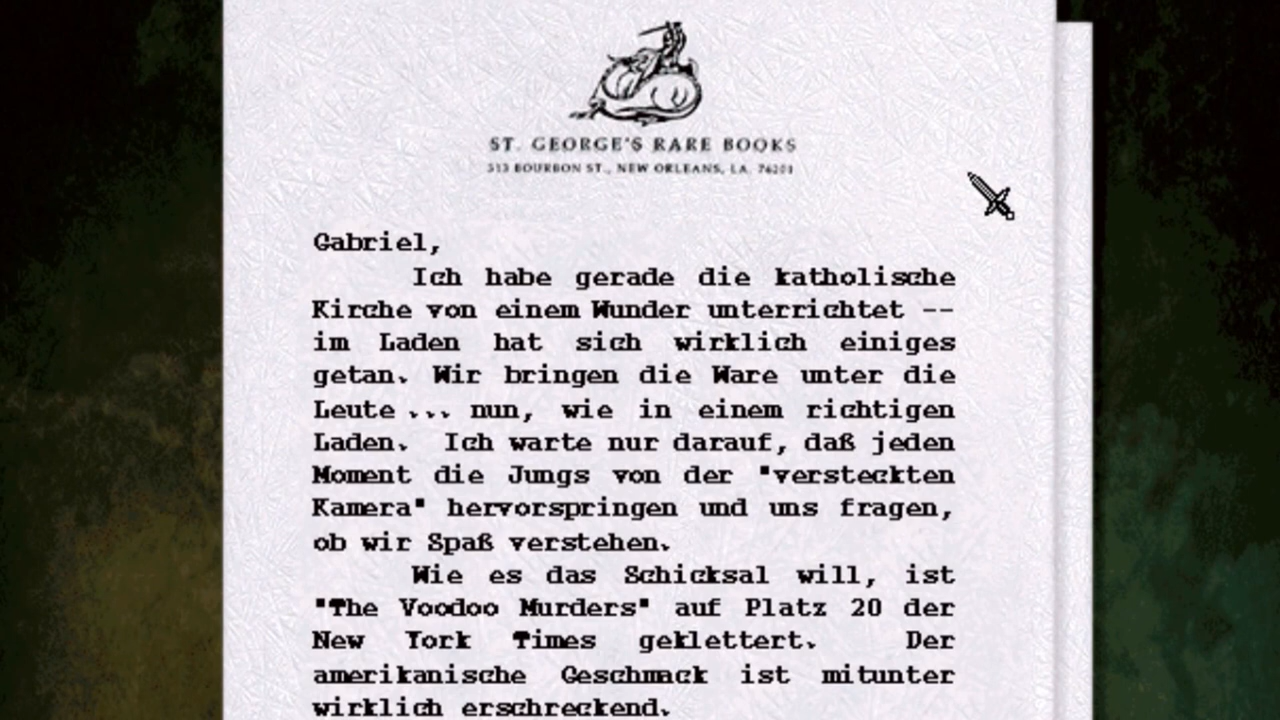 ST. GEORGE'S RARE BOOKS
313 BOURBON ST., NEW ORLEANS, LA.
Gabriel,
Ich habe gerade die katholische
Kirche von einem Wunder unterrichtet --
im Laden hat sich wirklich einiges
getan. Wir bringen die Ware unter die
Leute ... nun, wie in einem richtigen
Laden. Ich warte nur darauf, daß jeden
Moment die Jungs von der "versteckten
Kamera" hervorspringen und uns fragen,
ob wir Spaß verstehen.
Wie es das Schicksal will, ist
"The Voodoo Murders" auf Platz 20 der
New York Times geklettert. Der
amerikanische Geschmack ist mitunter
wirklich erschreckend.